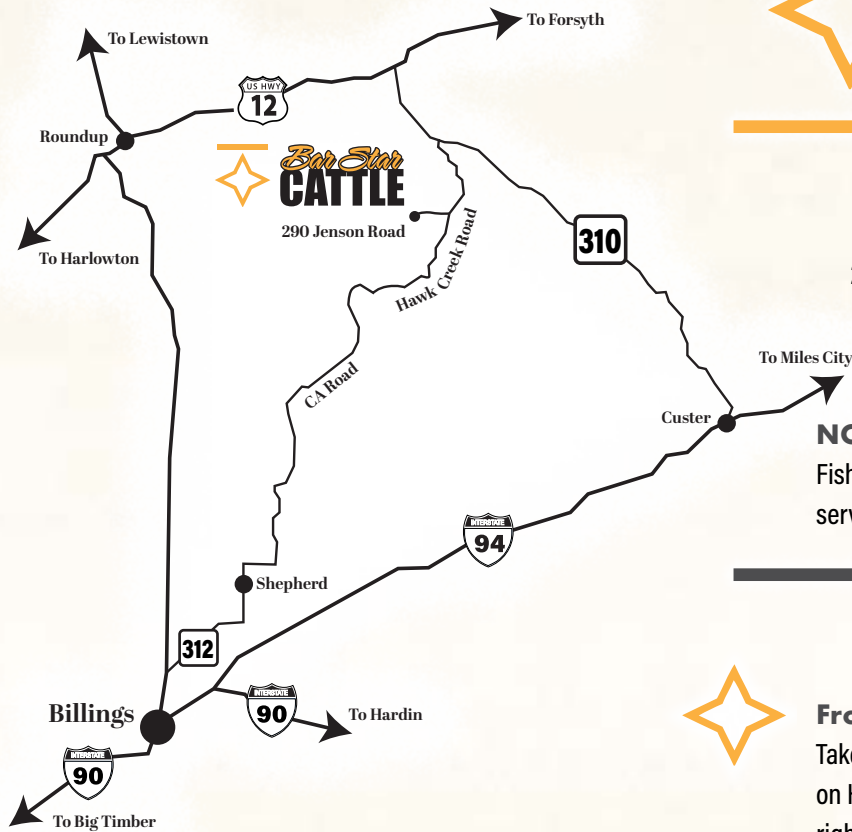 To Lewistown
To Forsyth
US HWY
12
Roundup
Bar Star
CATTLE
290 Jenson Road
To Harlowton
Hawk Creek Road
310
CA Road
To Miles City
Custer
Fish
serv
INTERSTATE
94
Shepherd
312
Billings
INTERSTATE
90
To Hardin
Take
on
INTERSTATE
90
To Big Timber